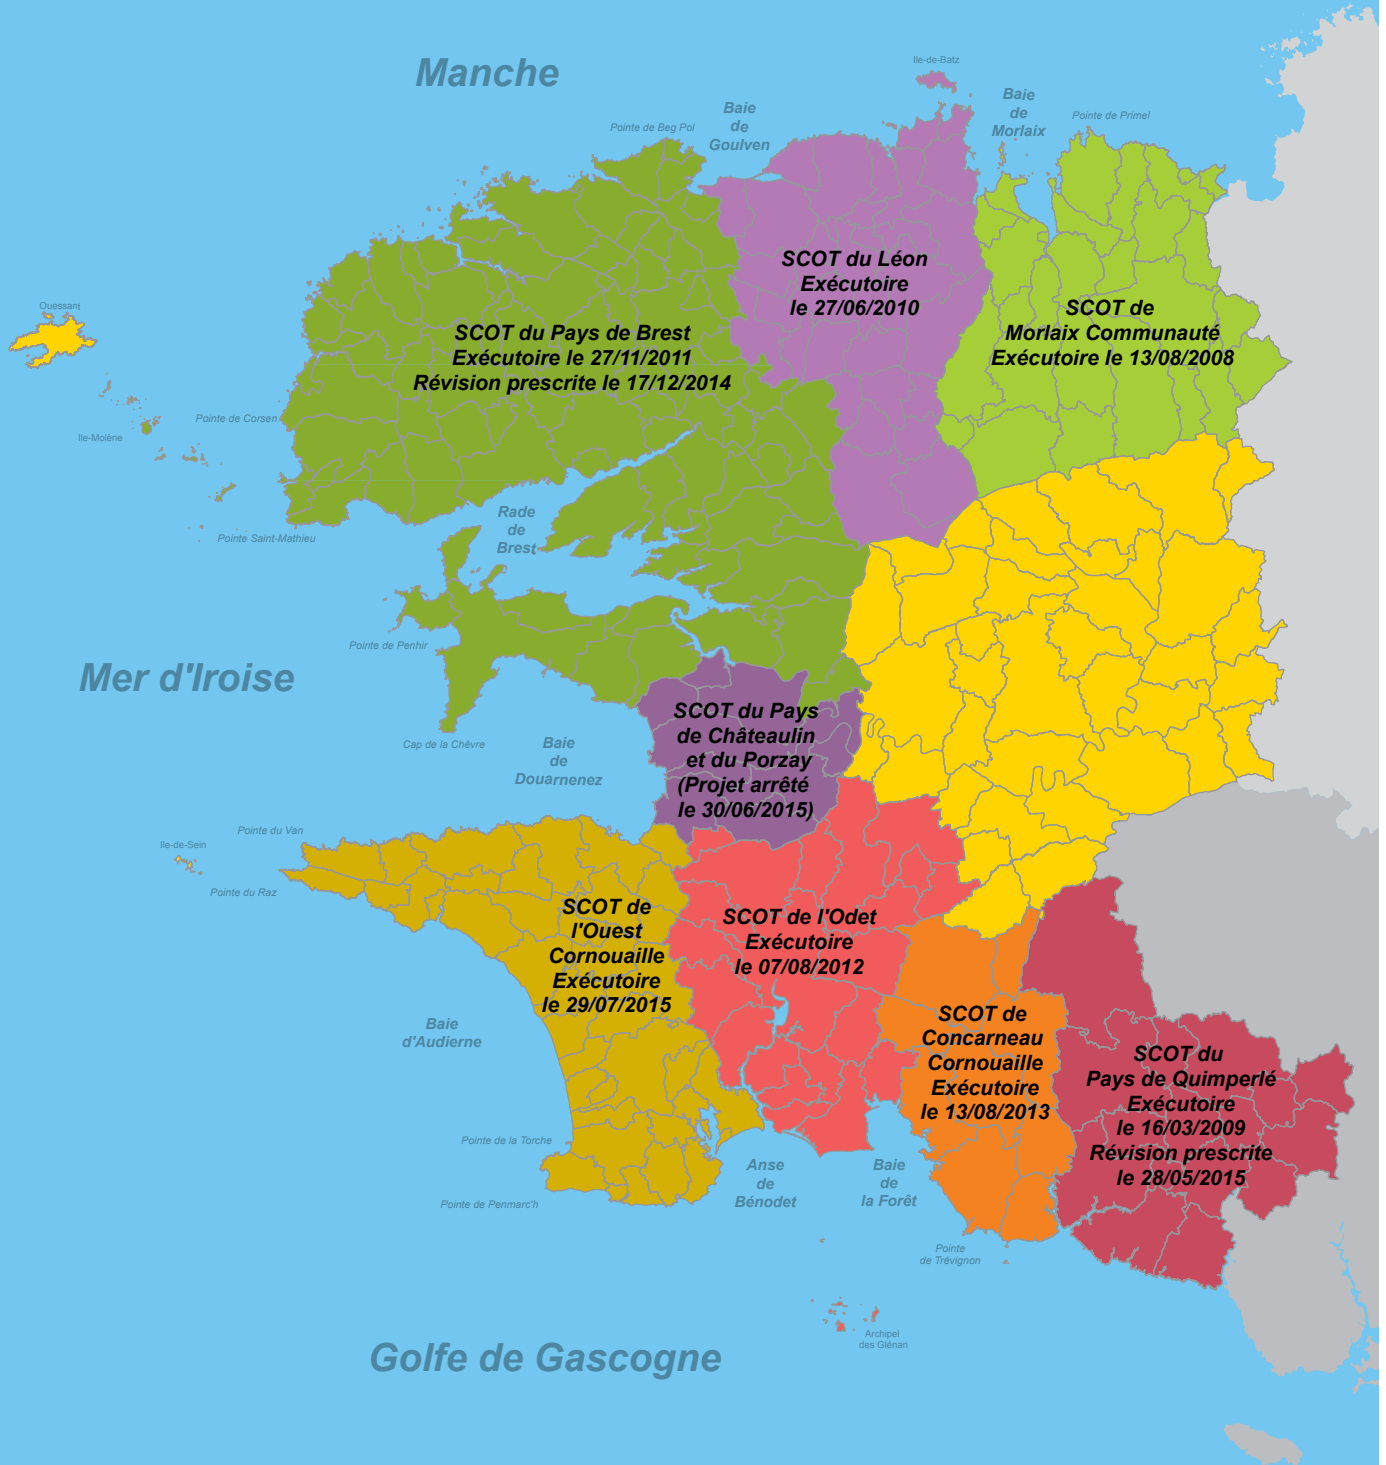 Manche
Ile-de-Batz
Baie
de
Morlaix
Pointe de Primel
Baie
de
Goulven
Pointe de Beg Pol
SCOT du Léon
Exécutoire
le 27/06/2010
SCOT de
Morlaix Communauté
Exécutoire le 13/08/2008
Ouessant
SCOT du Pays de Brest
Exécutoire le 27/11/2011
Révision prescrite le 17/12/2014
Pointe de Corsen
Ile-Molène
Pointe Saint-Mathieu
Rade
de
Brest
Pointe de Penhir
Mer d'Iroise
Cap de la Chêvre
Baie
de
Douarnenez
SCOT du Pays
de Châteaulin
et du Porzay
(Projet arrêté
le 30/06/2015)
Pointe du Van
Ile-de-Sein
Pointe du Raz
SCOT de
l'Ouest
Cornouaille
Exécutoire
le 29/07/2015
SCOT de l'Odet
Exécutoire
le 07/08/2012
Baie
d'Audierne
SCOT de
Concarneau
Cornouaille
Exécutoire
le 13/08/2013
SCOT du
Pays de Quimperlé
Exécutoire
le 16/03/2009
Révision prescrite
le 28/05/2015
Pointe de la Torche
Pointe de Penmarc'h
Anse
de
Bénodet
Baie
de
la Forêt
Pointe
de Trévignon
Archipel
des Glénan
Golfe de Gascogne